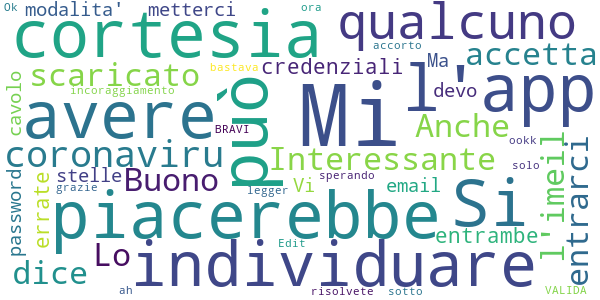 Ok modalita' metterci ora
cortesia qualcuno
accorto
scaricato bastava credenziali Ma accetta
cavolo incoraggiamento può Mi l'app devo
avere BRAVI Anche
coronaviru Interessante ookk l'imeil entrarci
password errate stelle Buono sperando solo
grazie legger Vi email Si
piacerebbe entrambe
Lo Edit
dice individuare
ah risolvete sotto VALIDA